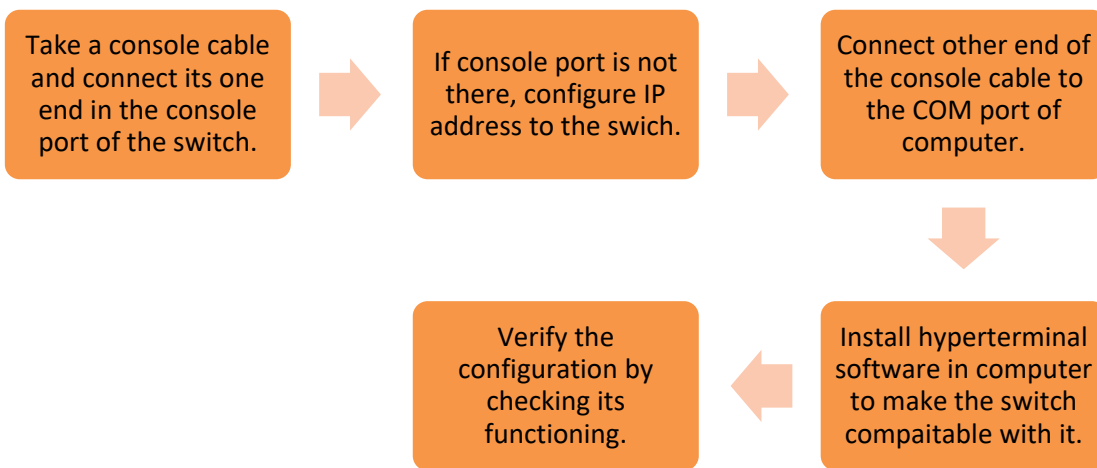 Take a console cable
and connect its one
end in the console
port of the switch.
If console port is not
there, configure IP
address to the swich.
Connect other end of
the console cable to
the COM port of
computer.
Install hyperterminal
software in computer
to make the switch
compaitable with it.
Verify the
configuration by
checking its
functioning.